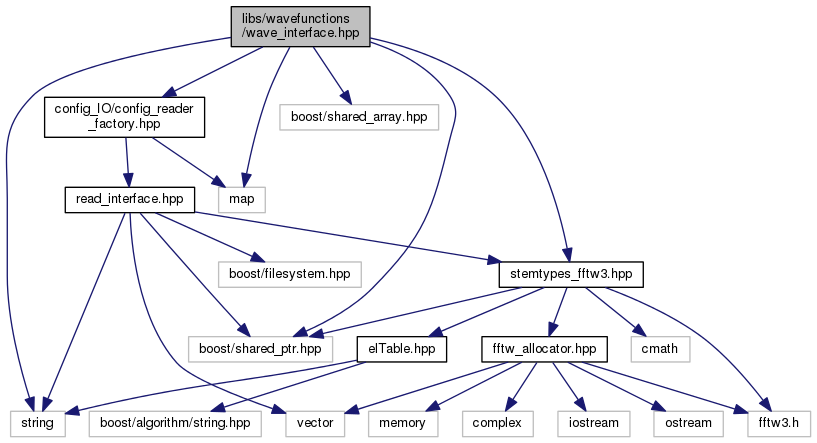 libs/wavefunctions
/wave_interface.hpp
config_IO/config_reader
_factory.hpp
boost/shared_array.hpp
read_interface.hpp
map
boost/filesystem.hpp
stemtypes_fftw3.hpp
boost/shared_ptr.hpp
elTable.hpp
fftw_allocator.hpp
cmath
string
boost/algorithm/string.hpp
vector
memory
complex
iostream
ostream
fftw3.h